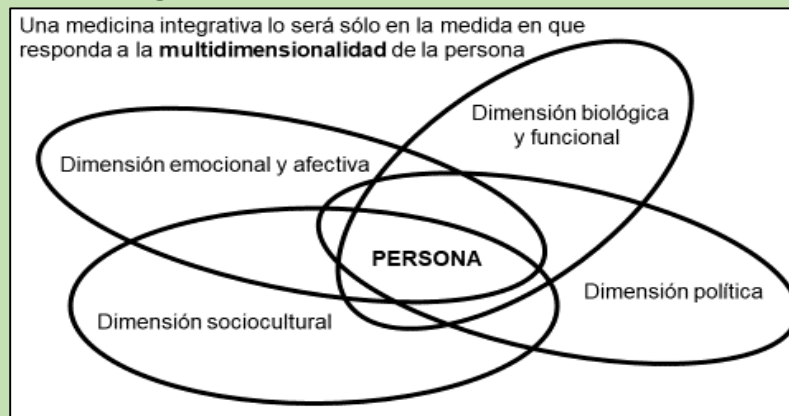 Una medicina integrativa lo será sólo en la medida en que
responda a la multidimensionalidad de la persona
Dimensión biológica
y funcional
Dimensión emocional y afectiva
PERSONA
Dimensión política
Dimensión sociocultural